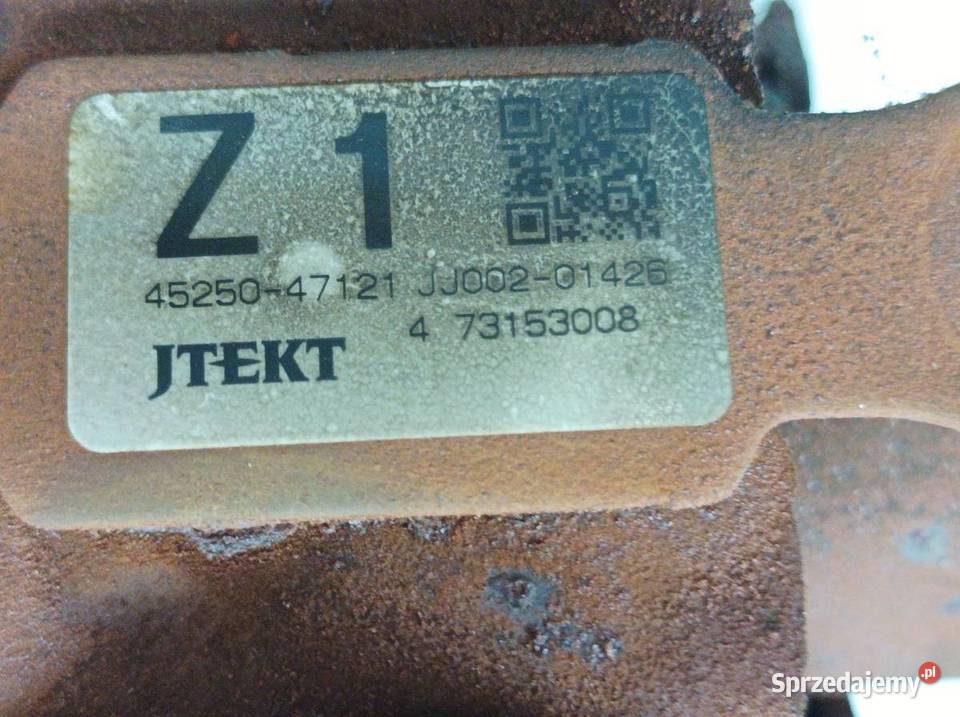 Z 1
45250-47121 JJ002-01426
4 73153008
JTEKT
Sprzedajemy.pl